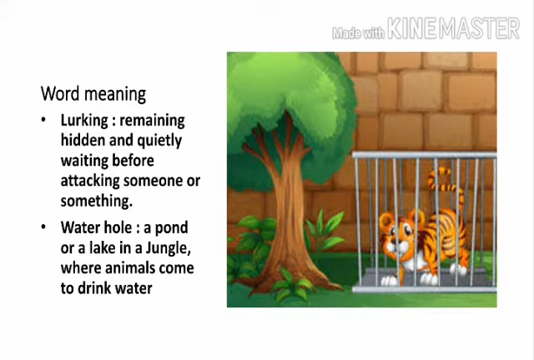 Made with KINEMASTER
Word meaning
• Lurking : remaining
hidden and quietly
waiting before
attacking someone or
something.
• Water hole : a pond
or a lake in a Jungle,
where animals come
to drink water